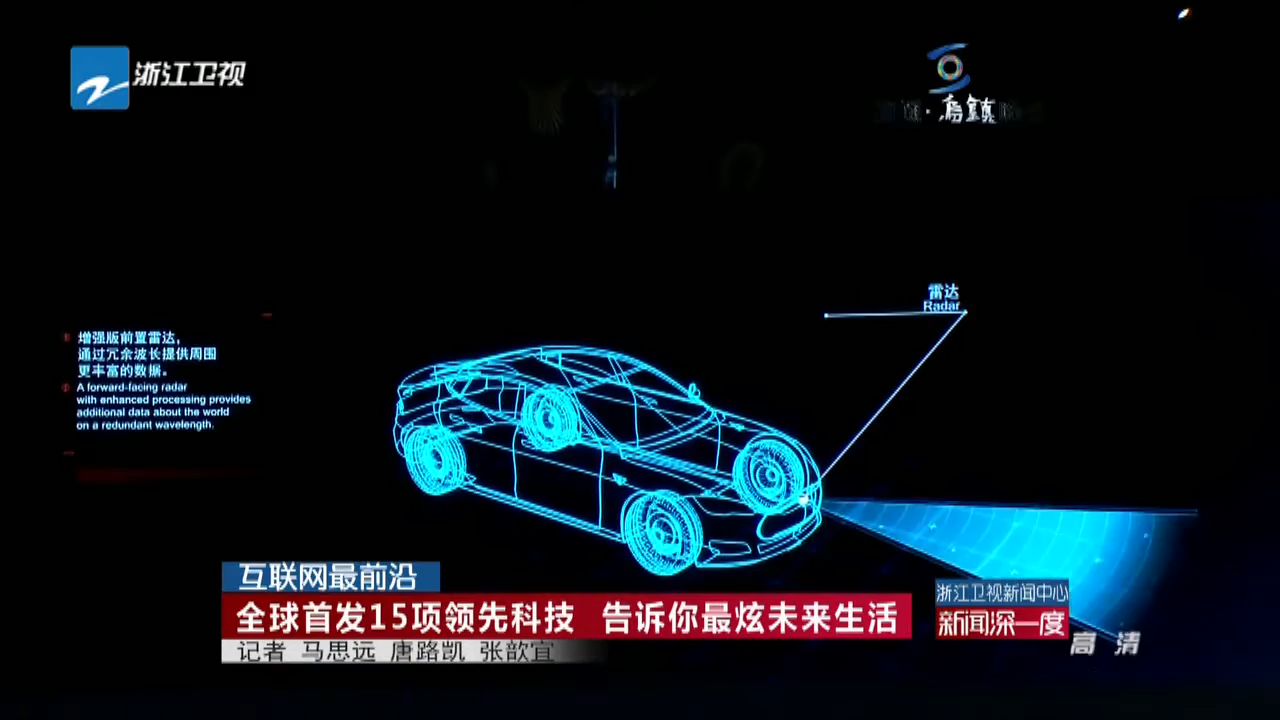 浙江卫视
雷达
Radar
增强版前置雷达，
通过冗余波长提供周围
更丰富的数据。
A forward-facing radar
with enhanced processing provides
additional data about the world
on a redundant wavelength.
互联网最前沿
全球首发15项领先科技 告诉你最炫未来生活
记者 马思远 唐路凯 张歆宜
浙江卫视新闻中心
新闻深一度
高清